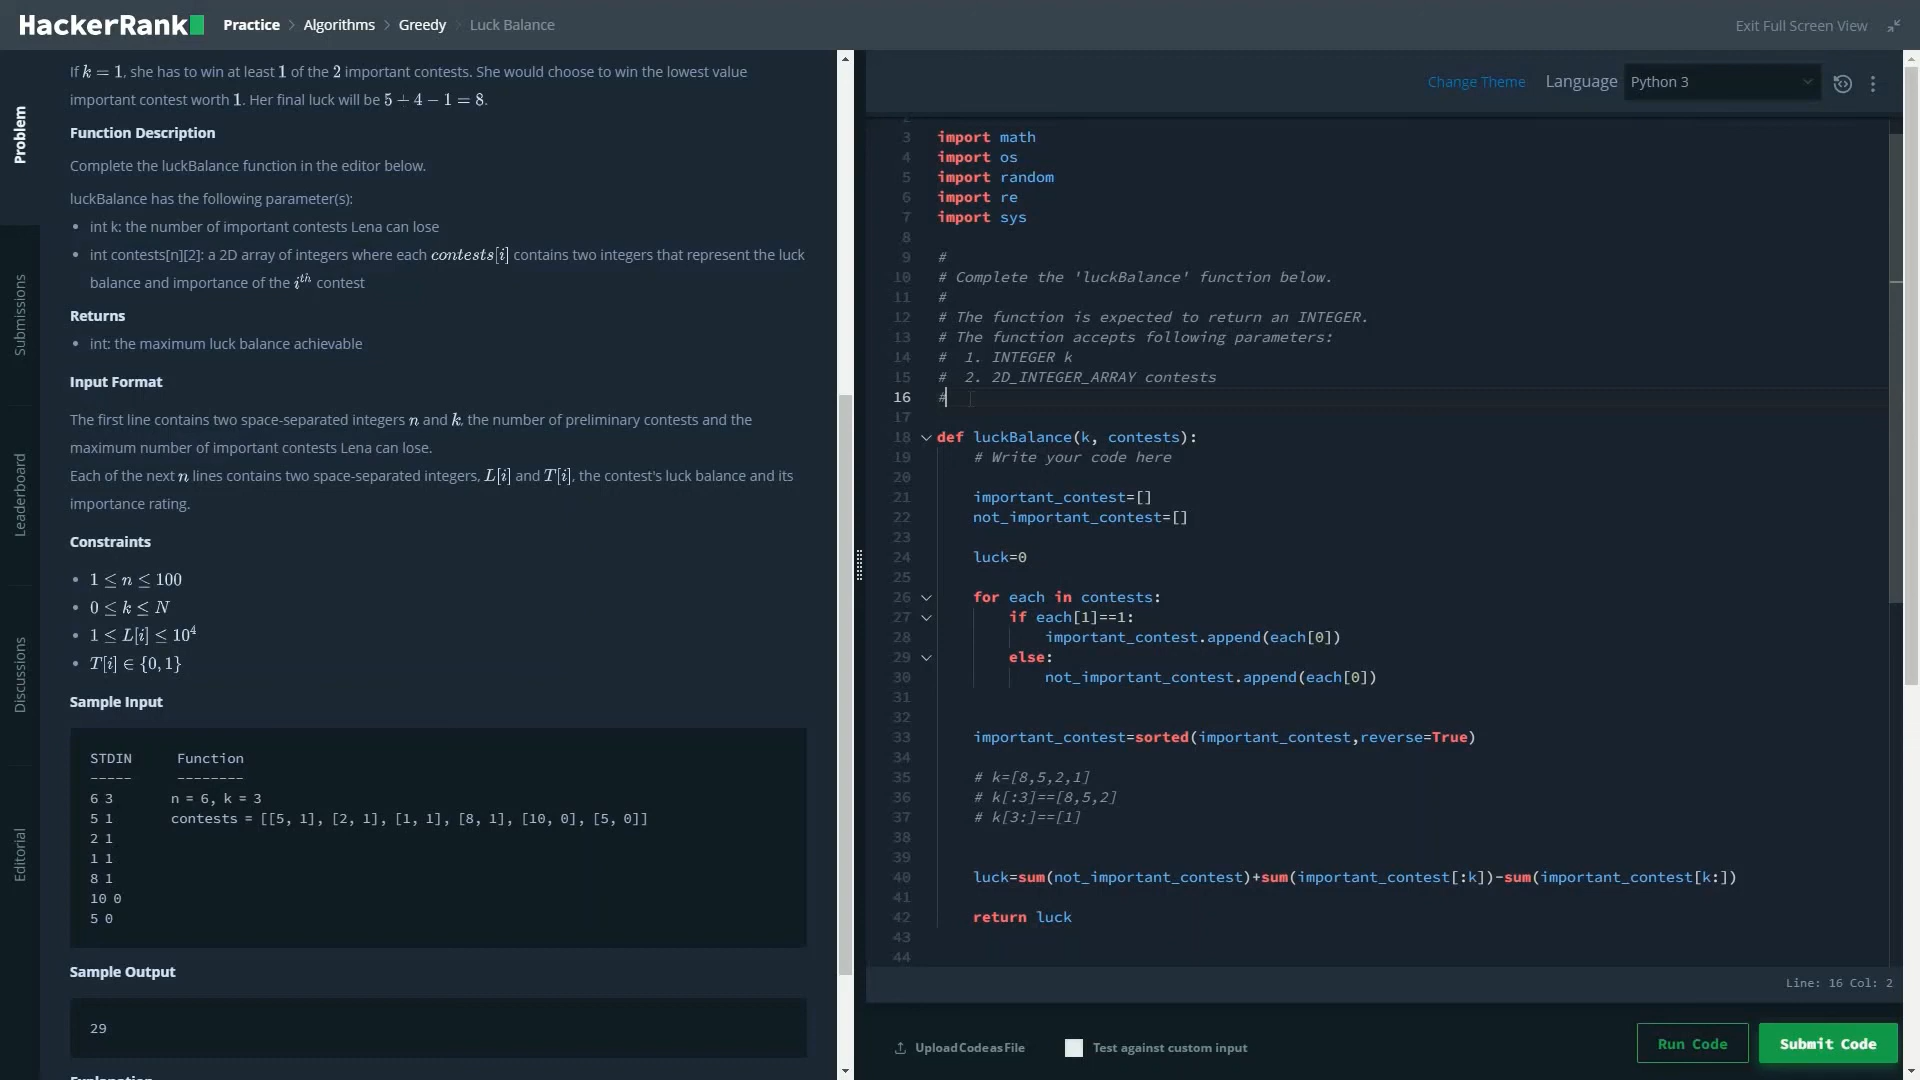 HackerRank
Practice > Algorithms > Greedy > Luck Balance
Exit Full Screen View
Problem
Submissions
Leaderboard
Discussions
Editorial
If k = 1, she has to win at least 1 of the 2 important contests. She would choose to win the lowest value
important contest worth 1. Her final luck will be 5 + 4 − 1 = 8.
Function Description
Complete the luckBalance function in the editor below.
luckBalance has the following parameter(s):
• int k: the number of important contests Lena can lose
• int contests[n][2]: a 2D array of integers where each contests[i] contains two integers that represent the luck
balance and importance of the iᵗʰ contest
Returns
• int: the maximum luck balance achievable
Input Format
The first line contains two space-separated integers n and k, the number of preliminary contests and the
maximum number of important contests Lena can lose.
Each of the next n lines contains two space-separated integers, L[i] and T[i], the contest's luck balance and its
importance rating.
Constraints
• 1 ≤ n ≤ 100
• 0 ≤ k ≤ N
• 1 ≤ L[i] ≤ 10⁴
• T[i] ∈ {0, 1}
Sample Input
STDIN Function
----- --------
6 3 n = 6, k = 3
5 1 contests = [[5, 1], [2, 1], [1, 1], [8, 1], [10, 0], [5, 0]]
2 1
1 1
8 1
10 0
5 0
Sample Output
29
Change Theme Language Python 3
3 import math
4 import os
5 import random
6 import re
7 import sys
8
9 #
10 # Complete the 'luckBalance' function below.
11 #
12 # The function is expected to return an INTEGER.
13 # The function accepts following parameters:
14 #  1. INTEGER k
15 #  2. 2D_INTEGER_ARRAY contests
16 #
17
18 def luckBalance(k, contests):
19     # Write your code here
20
21     important_contest=[]
22     not_important_contest=[]
23
24     luck=0
25
26     for each in contests:
27         if each[1]==1:
28             important_contest.append(each[0])
29         else:
30             not_important_contest.append(each[0])
31
32
33     important_contest=sorted(important_contest,reverse=True)
34
35     # k=[8,5,2,1]
36     # k[:3]==[8,5,2]
37     # k[3:]==[1]
38
39
40     luck=sum(not_important_contest)+sum(important_contest[:k])-sum(important_contest[k:])
41
42     return luck
43
44
Line: 16 Col: 2
Upload Code as File
Test against custom input
Run Code
Submit Code